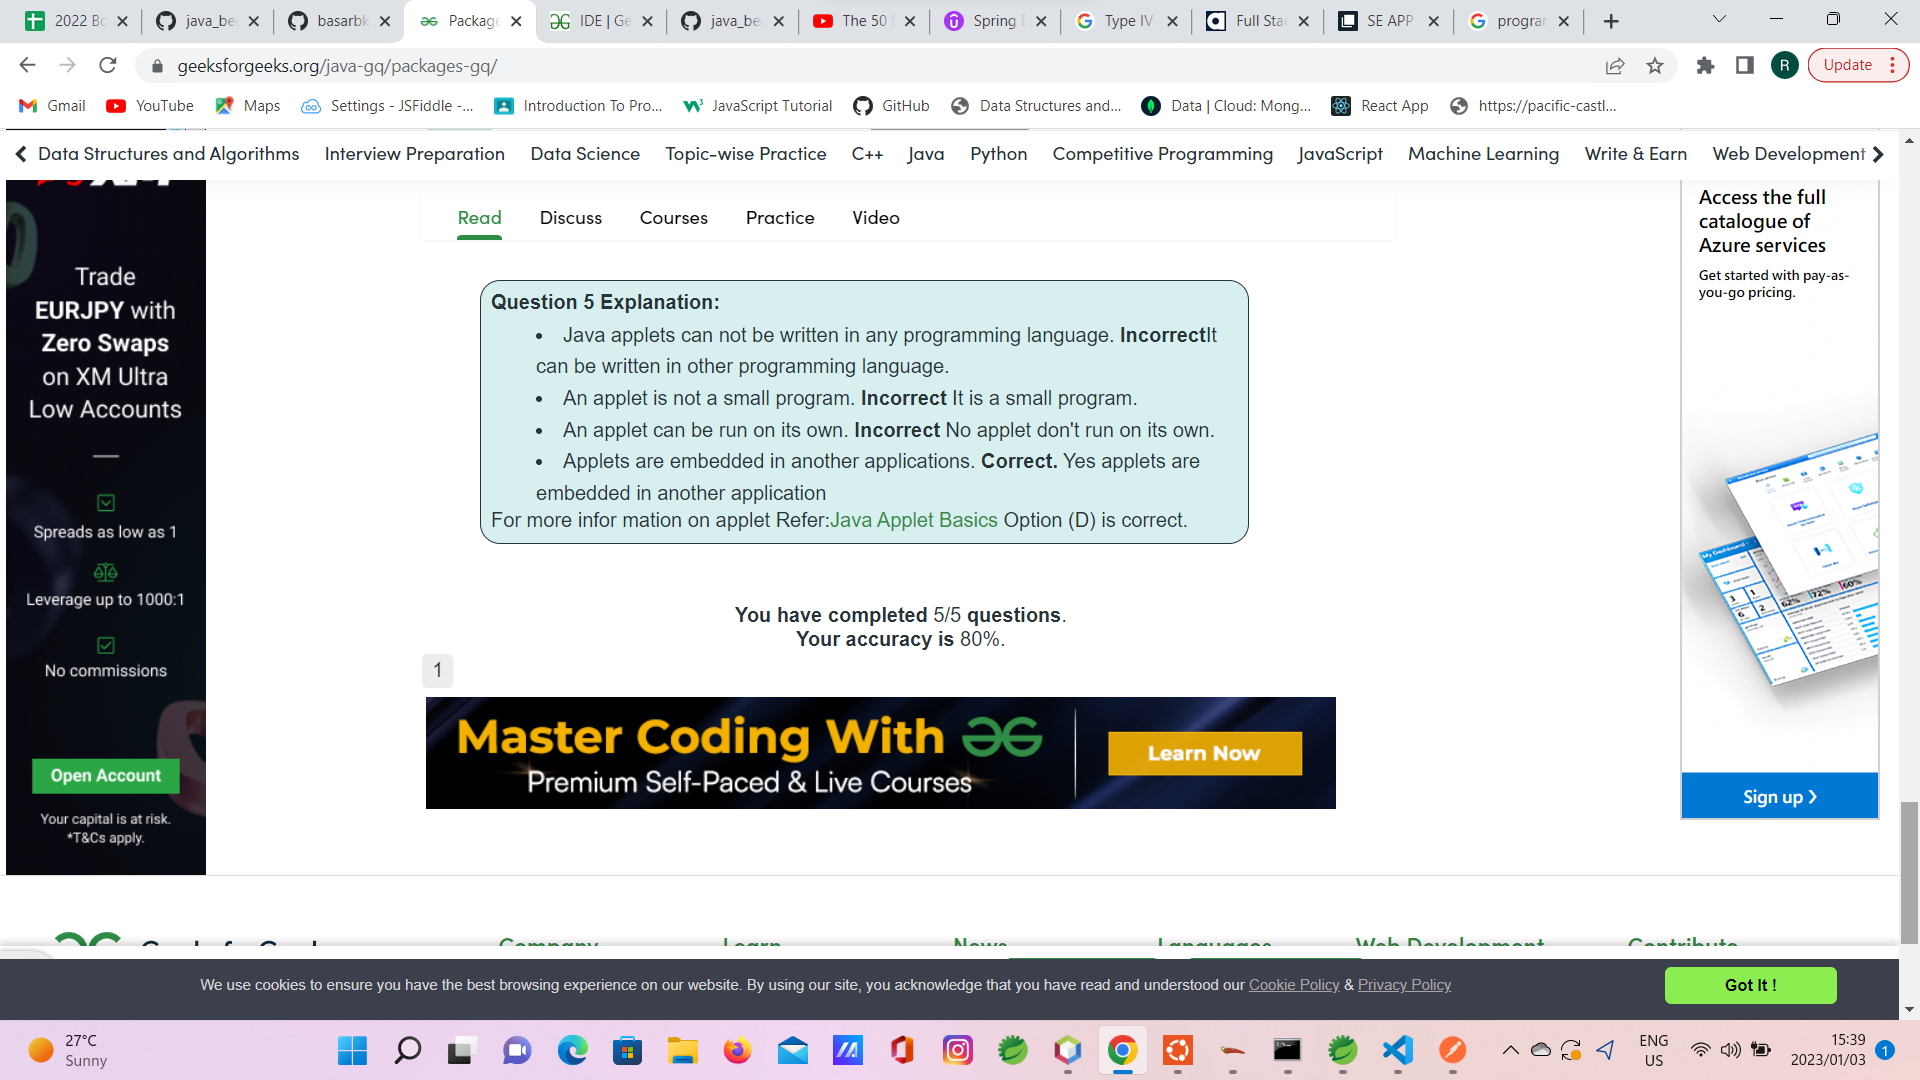 2022 Bo
java_be
basarbk
Package
IDE | Ge
java_be
The 50
Spring
Type IV
Full Sta
SE APP
program
geeksforgeeks.org/java-gq/packages-gq/
R
Update
Gmail
YouTube
Maps
Settings - JSFiddle -...
Introduction To Pro...
JavaScript Tutorial
GitHub
Data Structures and...
Data | Cloud: Mong...
React App
https://pacific-castl...
Data Structures and Algorithms
Interview Preparation
Data Science
Topic-wise Practice
C++
Java
Python
Competitive Programming
JavaScript
Machine Learning
Write & Earn
Web Development
Read
Discuss
Courses
Practice
Video
Trade
EURJPY with
Zero Swaps
on XM Ultra
Low Accounts
Spreads as low as 1
Leverage up to 1000:1
No commissions
Open Account
Your capital is at risk.
*T&Cs apply.
Question 5 Explanation:
Java applets can not be written in any programming language. IncorrectIt
can be written in other programming language.
An applet is not a small program. Incorrect It is a small program.
An applet can be run on its own. Incorrect No applet don't run on its own.
Applets are embedded in another applications. Correct. Yes applets are
embedded in another application
For more infor mation on applet Refer:Java Applet Basics Option (D) is correct.
You have completed 5/5 questions.
Your accuracy is 80%.
1
Master Coding With
Premium Self-Paced & Live Courses
Learn Now
Access the full
catalogue of
Azure services
Get started with pay-as-
you-go pricing.
My Dashboard
62%
72%
60%
Sign up
Company
Learn
News
Languages
Web Development
Contribute
We use cookies to ensure you have the best browsing experience on our website. By using our site, you acknowledge that you have read and understood our Cookie Policy & Privacy Policy
Got It !
27°C
Sunny
ENG
US
15:39
2023/01/03
1